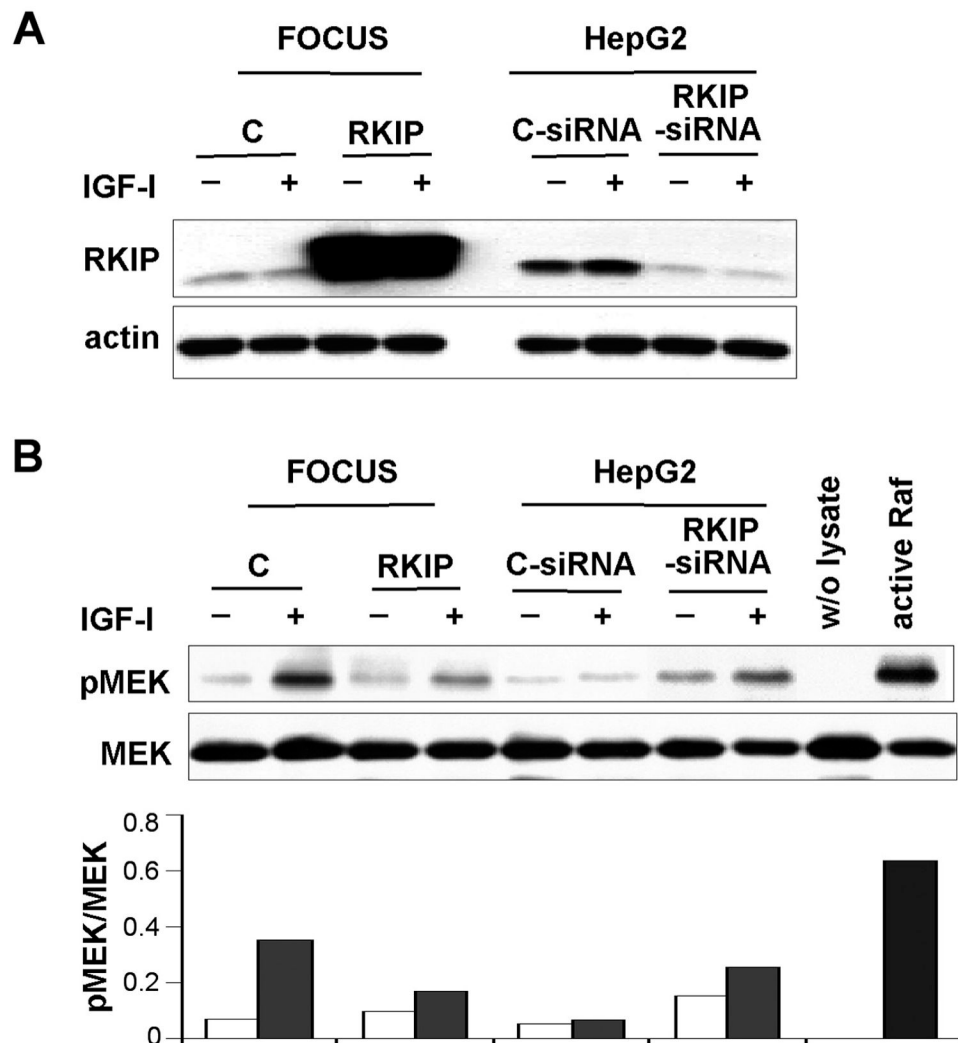 A
FOCUS HepG2
C RKIP C-siRNA RKIP -siRNA
IGF-I − + − + − + − +
RKIP
actin
B
FOCUS HepG2 w/o lysate active Raf
C RKIP C-siRNA RKIP -siRNA
IGF-I − + − + − + − +
pMEK
MEK
pMEK/MEK
0.8
0.6
0.4
0.2
0